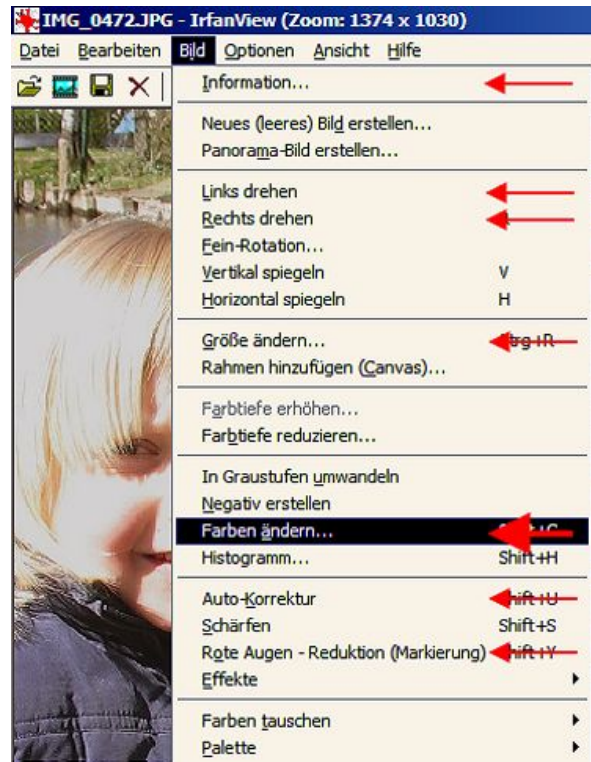 IMG_0472.JPG - IrfanView (Zoom: 1374 x 1030)
Datei Bearbeiten Bild Optionen Ansicht Hilfe
Information...
Neues (leeres) Bild erstellen...
Panorama-Bild erstellen...
Links drehen
Rechts drehen
Fein-Rotation...
Vertikal spiegeln V
Horizontal spiegeln H
Größe ändern... Strg+R
Rahmen hinzufügen (Canvas)...
Farbtiefe erhöhen...
Farbtiefe reduzieren...
In Graustufen umwandeln
Negativ erstellen
Farben ändern...
Histogramm... Shift+H
Auto-Korrektur Shift+U
Schärfen Shift+S
Rote Augen - Reduktion (Markierung) Shift+Y
Effekte
Farben tauschen
Palette